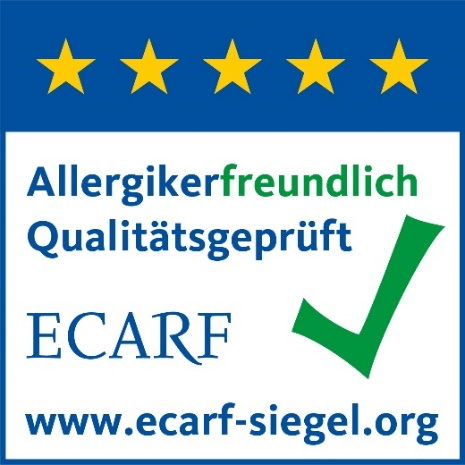 Allergikerfreundlich
Qualitätsgeprüft
ECARF
www.ecarf-siegel.org